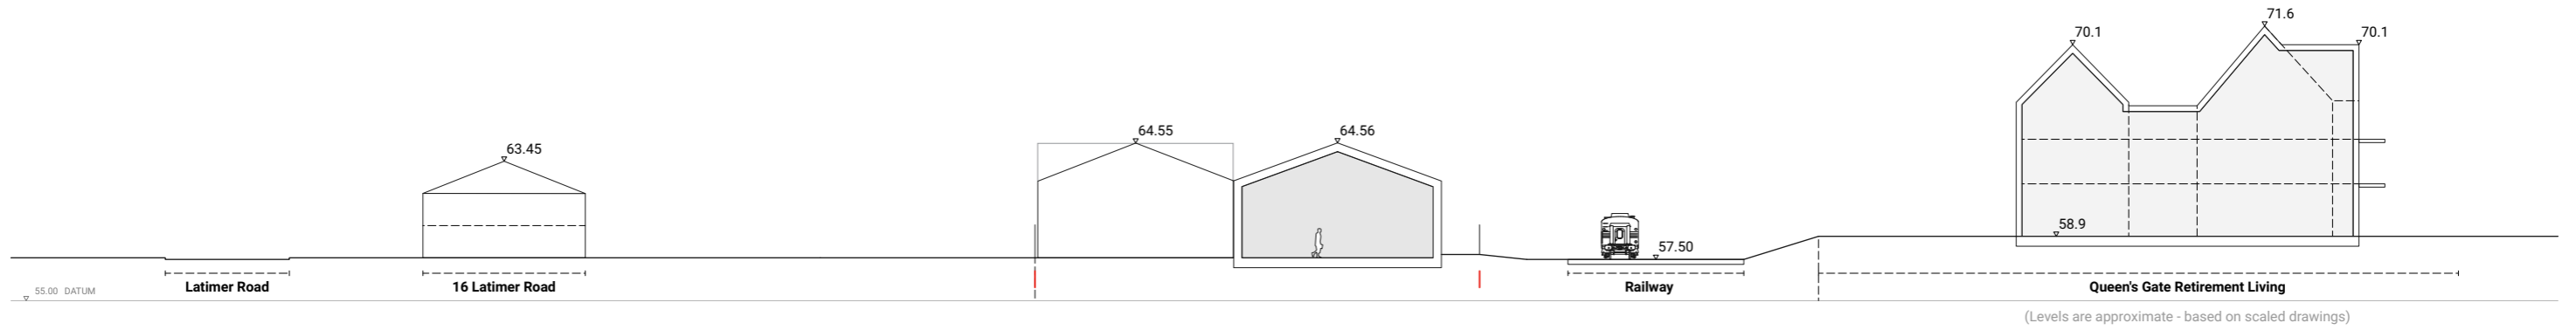 71.6
70.1
70.1
64.55
64.56
63.45
58.9
57.50
Latimer Road
16 Latimer Road
Railway
Queen's Gate Retirement Living
55.00 DATUM
(Levels are approximate - based on scaled drawings)